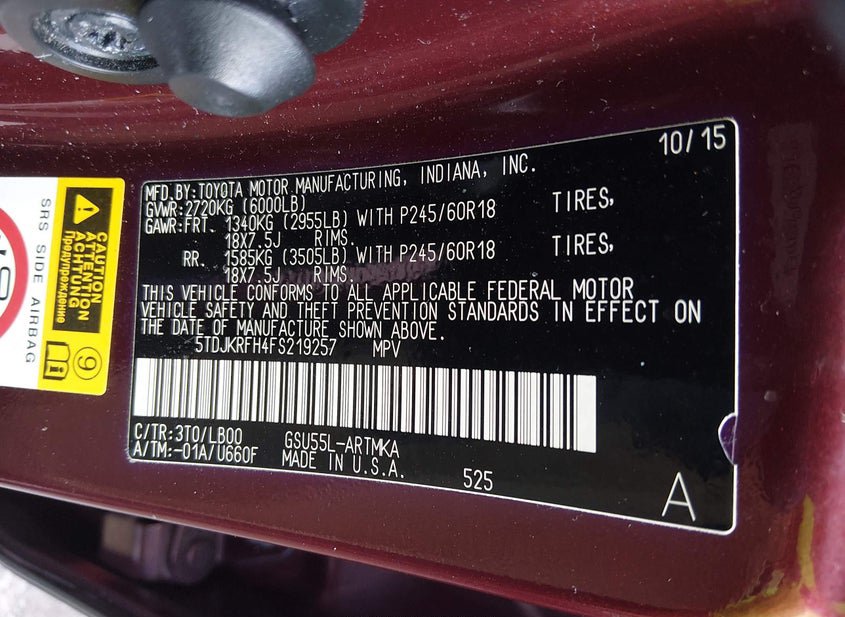 10/15
MFD.BY:TOYOTA MOTOR MANUFACTURING, INDIANA, INC.
GVWR:2720KG (6000LB)
GAWR:FRT. 1340KG (2955LB) WITH P245/60R18 TIRES,
18X7.5J RIMS.
RR. 1585KG (3505LB) WITH P245/60R18 TIRES,
18X7.5J RIMS.
THIS VEHICLE CONFORMS TO ALL APPLICABLE FEDERAL MOTOR
VEHICLE SAFETY AND THEFT PREVENTION STANDARDS IN EFFECT ON
THE DATE OF MANUFACTURE SHOWN ABOVE.
5TDJKRFH4FS219257 MPV
C/TR:3T0/LB00 GSU55L-ARTMKA
A/TM:-01A/U660F MADE IN U.S.A. 525
A
SRS SIDE AIRBAG
CAUTION
ATTENTION
ACHTUNG
Предупреждение
9